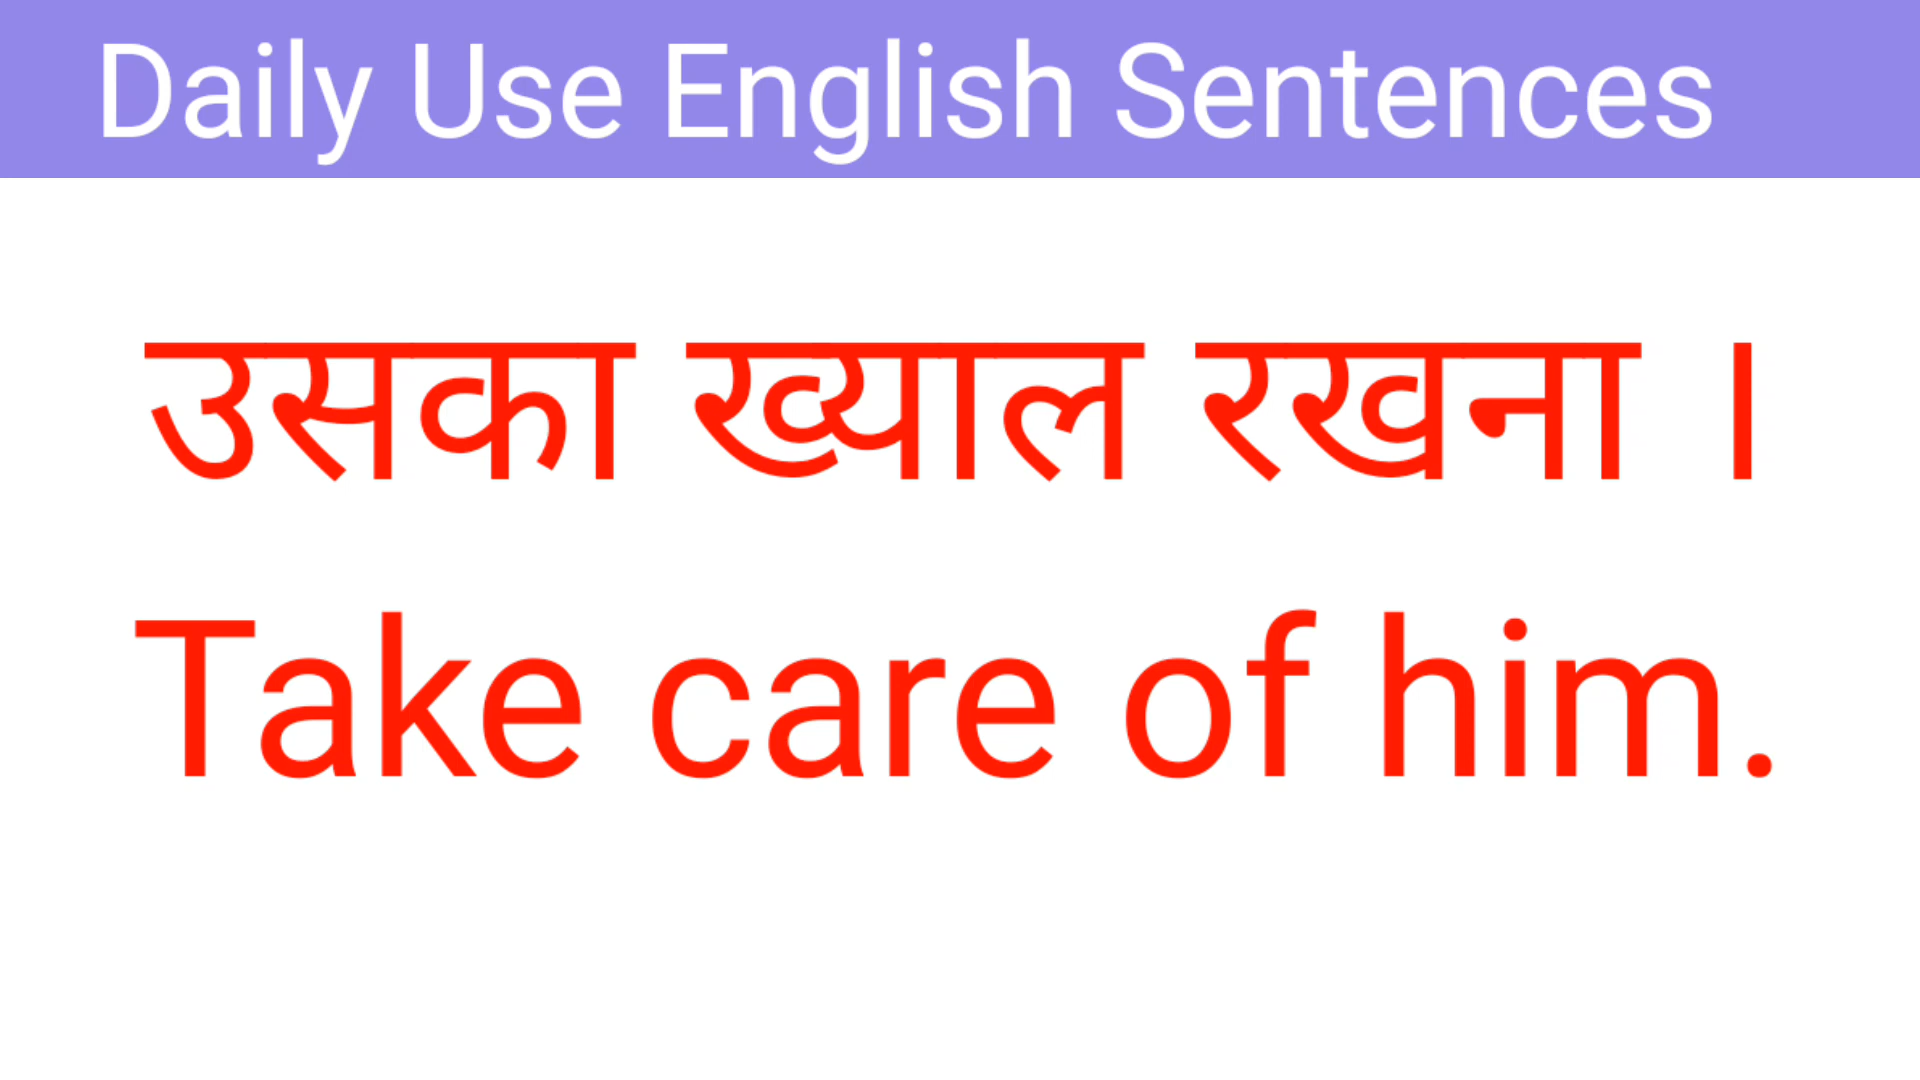 Daily Use English Sentences
उसका ख्याल रखना ।
Take care of him.